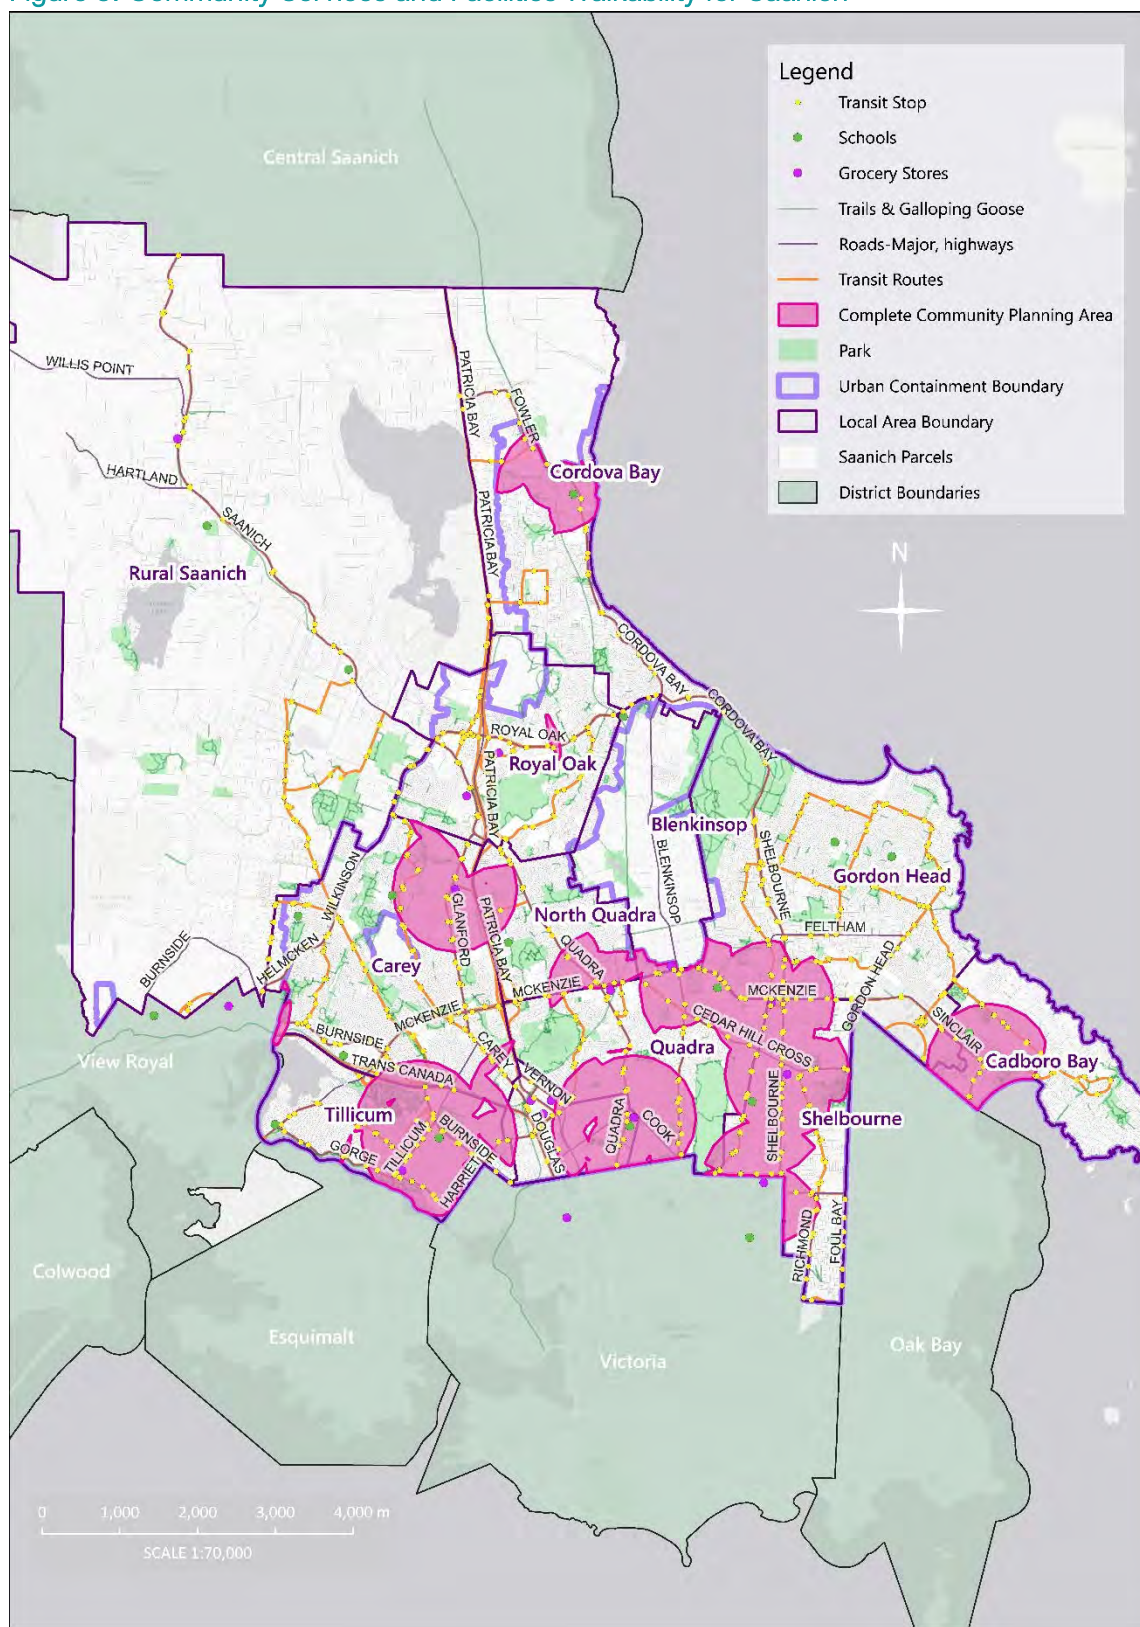 Legend
Transit Stop
Schools
Grocery Stores
Trails & Galloping Goose
Roads-Major, highways
Transit Routes
Complete Community Planning Area
Park
Urban Containment Boundary
Local Area Boundary
Saanich Parcels
District Boundaries
Central Saanich
WILLIS POINT
PATRICIA BAY
FOWLER
Cordova Bay
HARTLAND
SAANICH
PATRICIA BAY
N
Rural Saanich
CORDOVA BAY
CORDOVA BAY
ROYAL OAK
Royal Oak
PATRICIA BAY
Blenkinsop
SHELBOURNE
BLENKINSOP
Gordon Head
WILKINSON
GLANFORD
PATRICIA BAY
North Quadra
FELTHAM
QUADRA
BURNSIDE
HELMCKEN
Carey
MCKENZIE
MCKENZIE
GORDON HEAD
MCKENZIE
SINCLAIR
BURNSIDE
CAREY
CEDAR HILL CROSS
Quadra
Cadboro Bay
View Royal
TRANS CANADA
VERNON
Tillicum
TILLICUM
BURNSIDE
DOUGLAS
QUADRA
COOK
SHELBOURNE
Shelbourne
GORGE
HARRIET
RICHMOND
FOUL BAY
Colwood
Esquimalt
Victoria
Oak Bay
0 1,000 2,000 3,000 4,000 m
SCALE 1:70,000